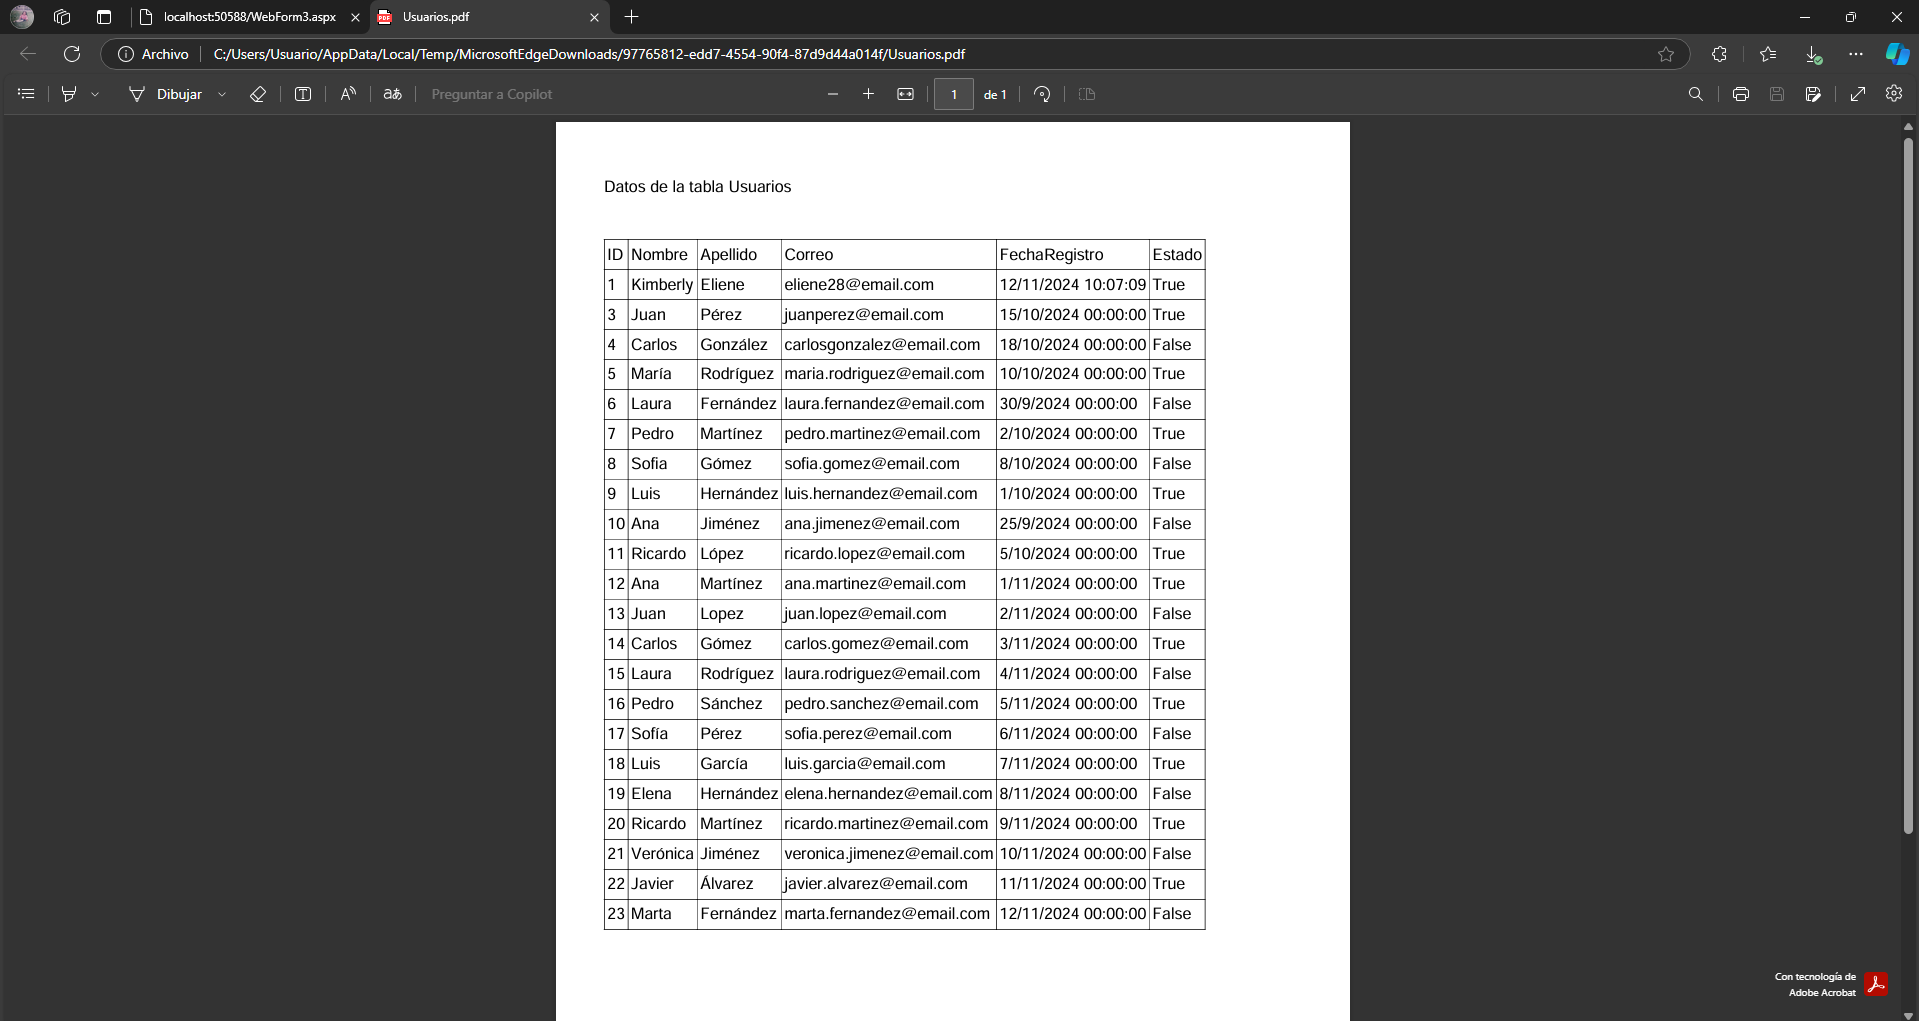 localhost:50588/WebForm3.aspx
Usuarios.pdf
Archivo C:/Users/Usuario/AppData/Local/Temp/MicrosoftEdgeDownloads/97765812-edd7-4554-90f4-87d9d44a014f/Usuarios.pdf
Dibujar aあ Preguntar a Copilot 1 de 1
Datos de la tabla Usuarios
ID Nombre Apellido Correo FechaRegistro Estado
1 Kimberly Eliene eliene28@email.com 12/11/2024 10:07:09 True
3 Juan Pérez juanperez@email.com 15/10/2024 00:00:00 True
4 Carlos González carlosgonzalez@email.com 18/10/2024 00:00:00 False
5 María Rodríguez maria.rodriguez@email.com 10/10/2024 00:00:00 True
6 Laura Fernández laura.fernandez@email.com 30/9/2024 00:00:00 False
7 Pedro Martínez pedro.martinez@email.com 2/10/2024 00:00:00 True
8 Sofia Gómez sofia.gomez@email.com 8/10/2024 00:00:00 False
9 Luis Hernández luis.hernandez@email.com 1/10/2024 00:00:00 True
10 Ana Jiménez ana.jimenez@email.com 25/9/2024 00:00:00 False
11 Ricardo López ricardo.lopez@email.com 5/10/2024 00:00:00 True
12 Ana Martínez ana.martinez@email.com 1/11/2024 00:00:00 True
13 Juan Lopez juan.lopez@email.com 2/11/2024 00:00:00 False
14 Carlos Gómez carlos.gomez@email.com 3/11/2024 00:00:00 True
15 Laura Rodríguez laura.rodriguez@email.com 4/11/2024 00:00:00 False
16 Pedro Sánchez pedro.sanchez@email.com 5/11/2024 00:00:00 True
17 Sofía Pérez sofia.perez@email.com 6/11/2024 00:00:00 False
18 Luis García luis.garcia@email.com 7/11/2024 00:00:00 True
19 Elena Hernández elena.hernandez@email.com 8/11/2024 00:00:00 False
20 Ricardo Martínez ricardo.martinez@email.com 9/11/2024 00:00:00 True
21 Verónica Jiménez veronica.jimenez@email.com 10/11/2024 00:00:00 False
22 Javier Álvarez javier.alvarez@email.com 11/11/2024 00:00:00 True
23 Marta Fernández marta.fernandez@email.com 12/11/2024 00:00:00 False
Con tecnología de
Adobe Acrobat